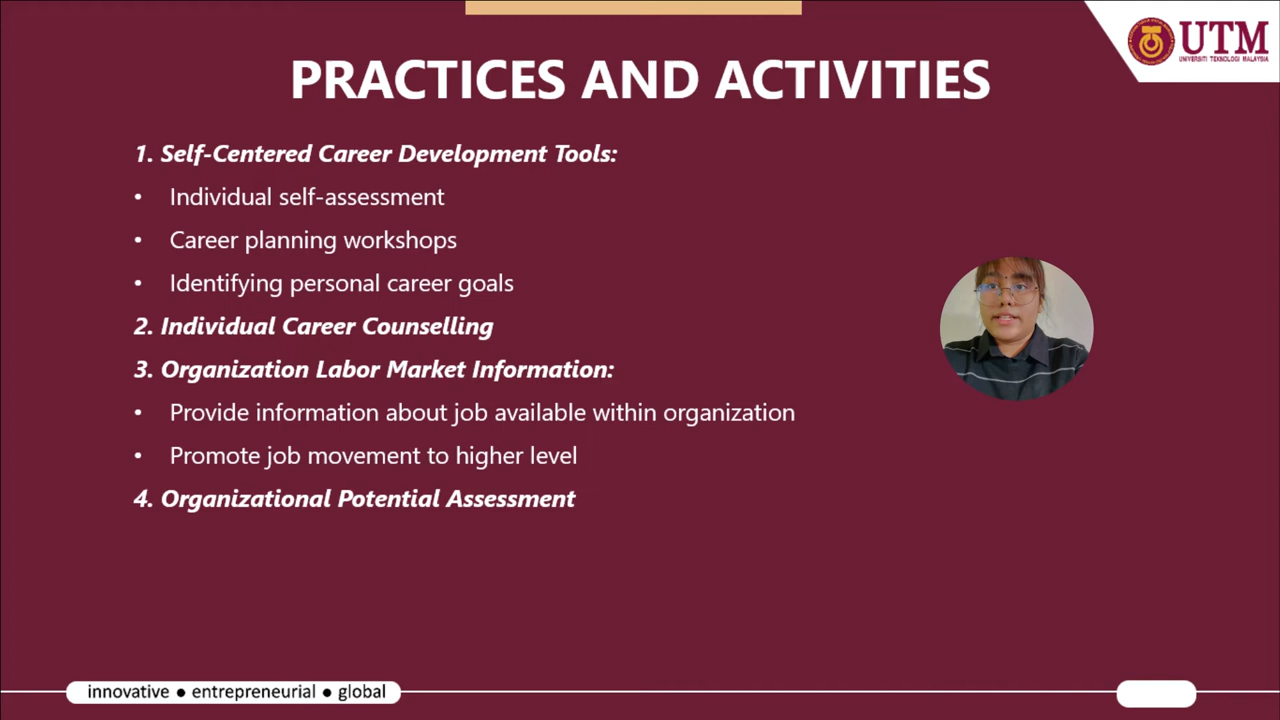 UTM
UNIVERSITI TEKNOLOGI MALAYSIA
PRACTICES AND ACTIVITIES
1. Self-Centered Career Development Tools:
• Individual self-assessment
• Career planning workshops
• Identifying personal career goals
2. Individual Career Counselling
3. Organization Labor Market Information:
• Provide information about job available within organization
• Promote job movement to higher level
4. Organizational Potential Assessment
innovative ● entrepreneurial ● global